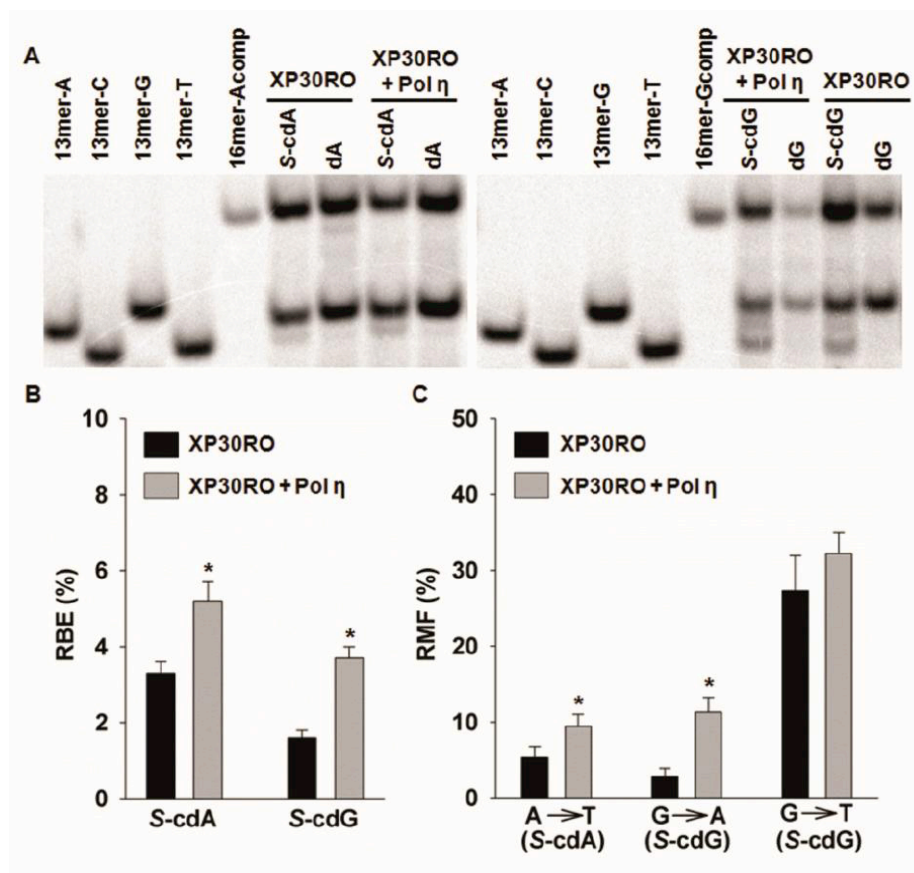 A
13mer-A
13mer-C
13mer-G
13mer-T
16mer-Acomp
XP30RO
S-cdA
dA
XP30RO
+ Pol η
S-cdA
dA
13mer-A
13mer-C
13mer-G
13mer-T
16mer-Gcomp
XP30RO
+ Pol η
S-cdG
dG
XP30RO
S-cdG
dG
B
10
8
6
4
2
0
RBE (%)
XP30RO
XP30RO + Pol η
*
*
S-cdA
S-cdG
C
50
40
30
20
10
0
RMF (%)
XP30RO
XP30RO + Pol η
*
*
A → T
(S-cdA)
G → A
(S-cdG)
G → T
(S-cdG)